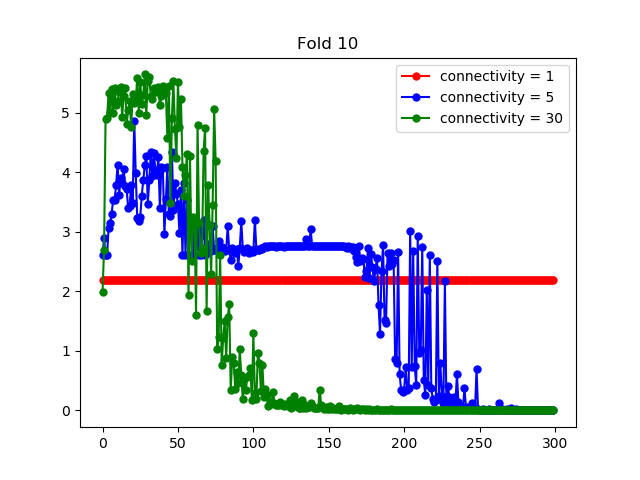 Fold 10
connectivity = 1
connectivity = 5
connectivity = 30
5
4
3
2
1
0
0 50 100 150 200 250 300